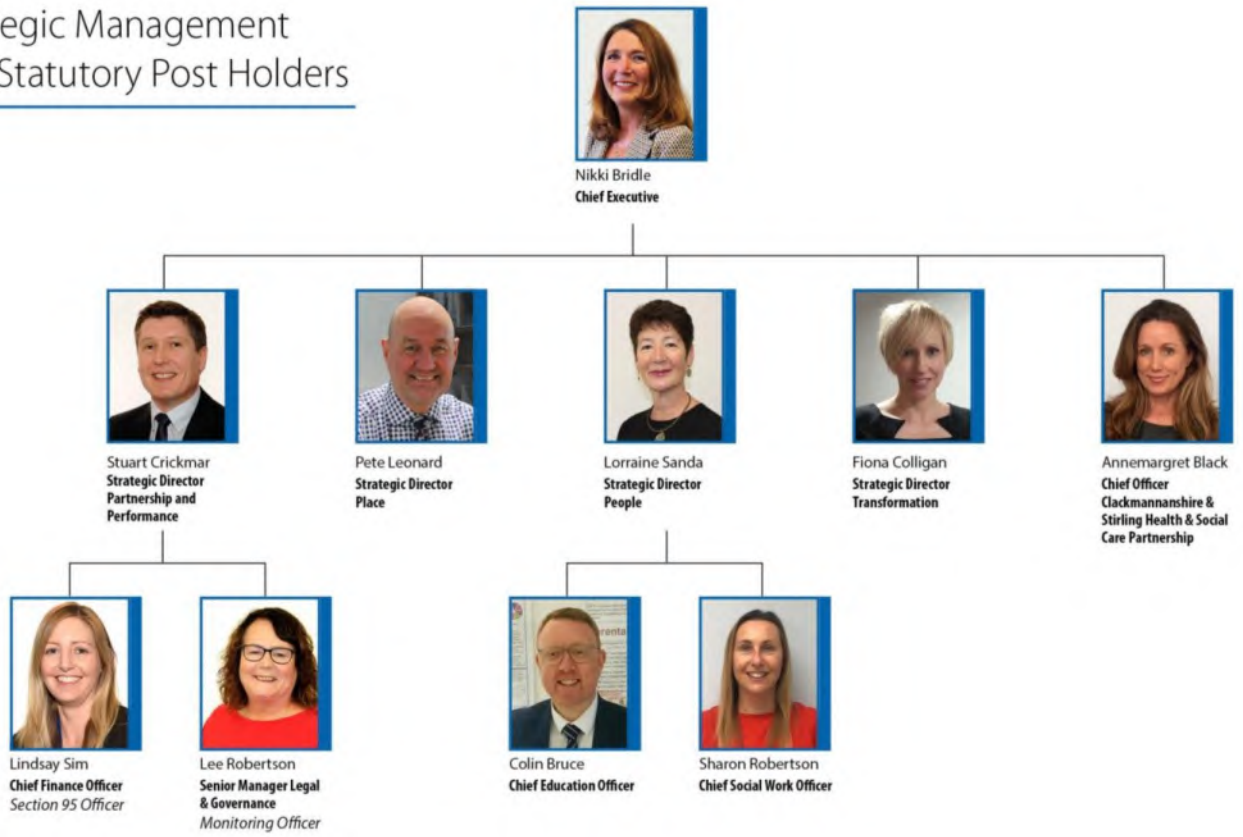 egic Management
Statutory Post Holders
Nikki Bridle
Chief Executive
Stuart Crickmar
Strategic Director
Partnership and
Performance
Pete Leonard
Strategic Director
Place
Lorraine Sanda
Strategic Director
People
Fiona Colligan
Strategic Director
Transformation
Annemargret Black
Chief Officer
Clackmannanshire &
Stirling Health & Social
Care Partnership
Lindsay Sim
Chief Finance Officer
Section 95 Officer
Lee Robertson
Senior Manager Legal
& Governance
Monitoring Officer
Colin Bruce
Chief Education Officer
Sharon Robertson
Chief Social Work Officer